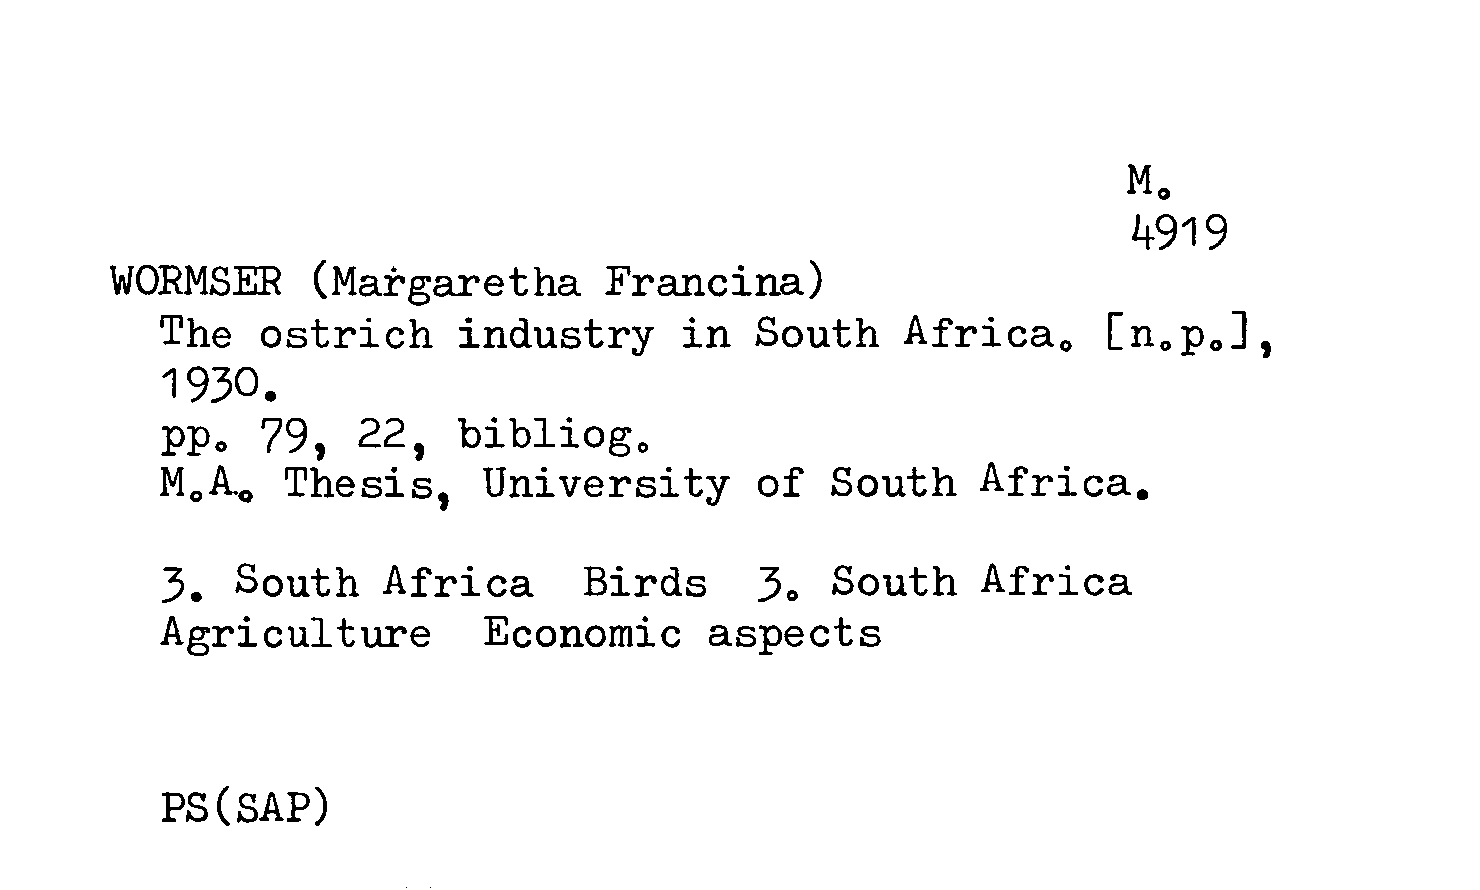 M.
4919
WORMSER (Margaretha Francina)
The ostrich industry in South Africa. [n.p.],
1930.
pp. 79, 22, bibliog.
M.A. Thesis, University of South Africa.
3. South Africa Birds 3. South Africa
Agriculture Economic aspects
PS(SAP)